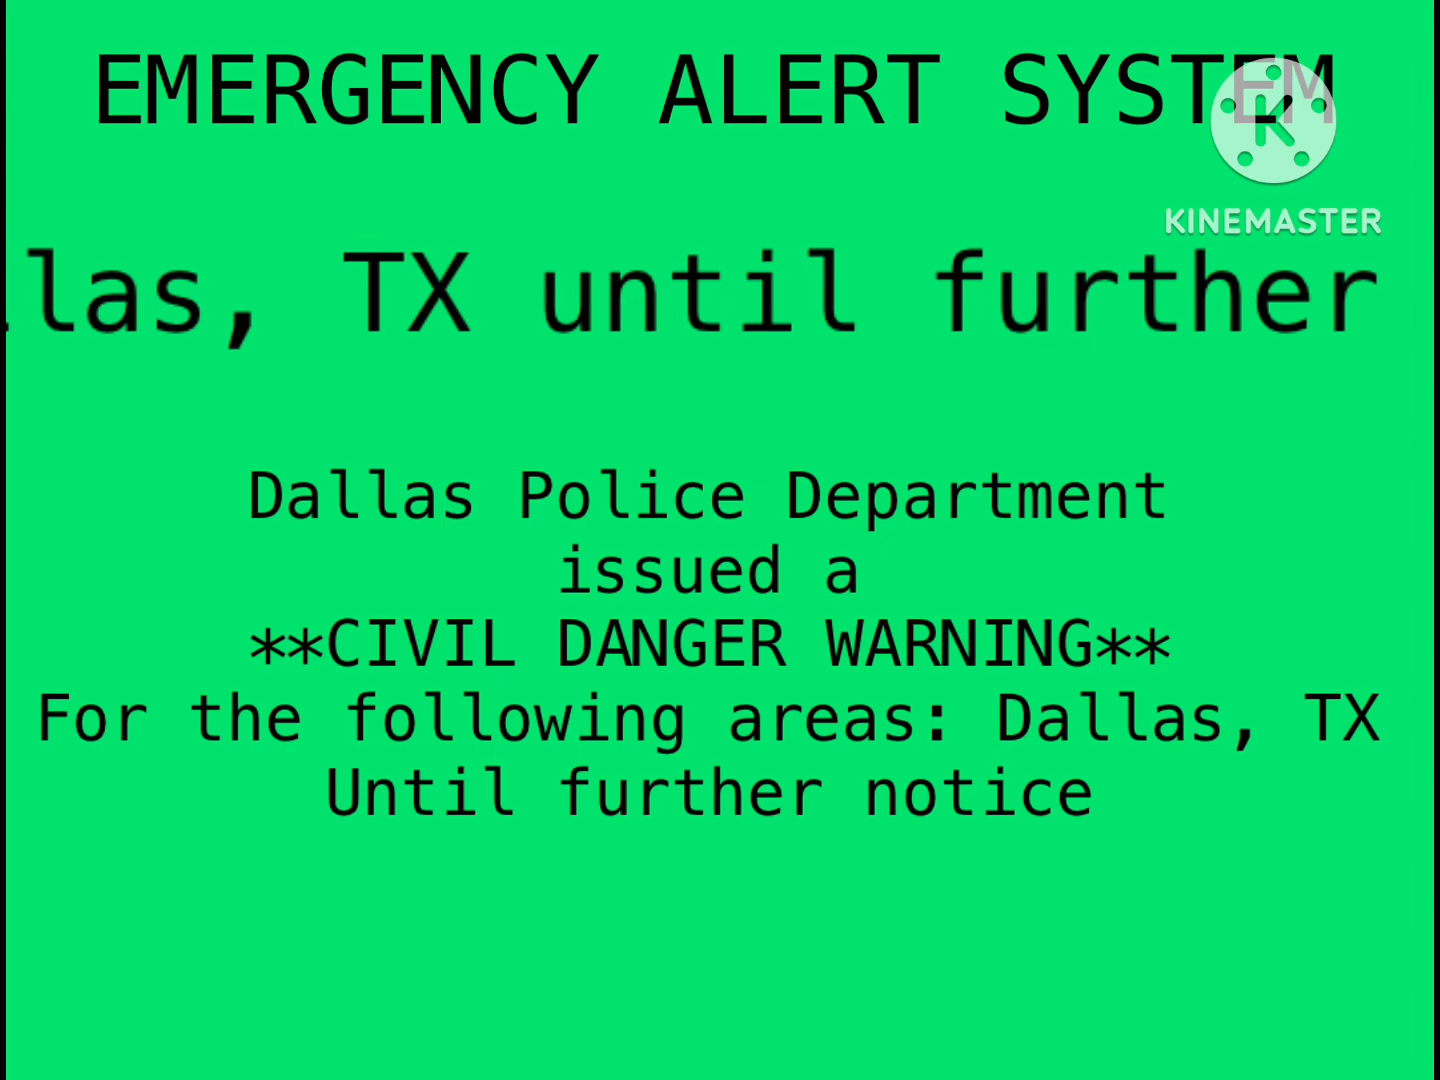 EMERGENCY ALERT SYSTEM
KINEMASTER
las, TX until further
Dallas Police Department
issued a
**CIVIL DANGER WARNING**
For the following areas: Dallas, TX
Until further notice